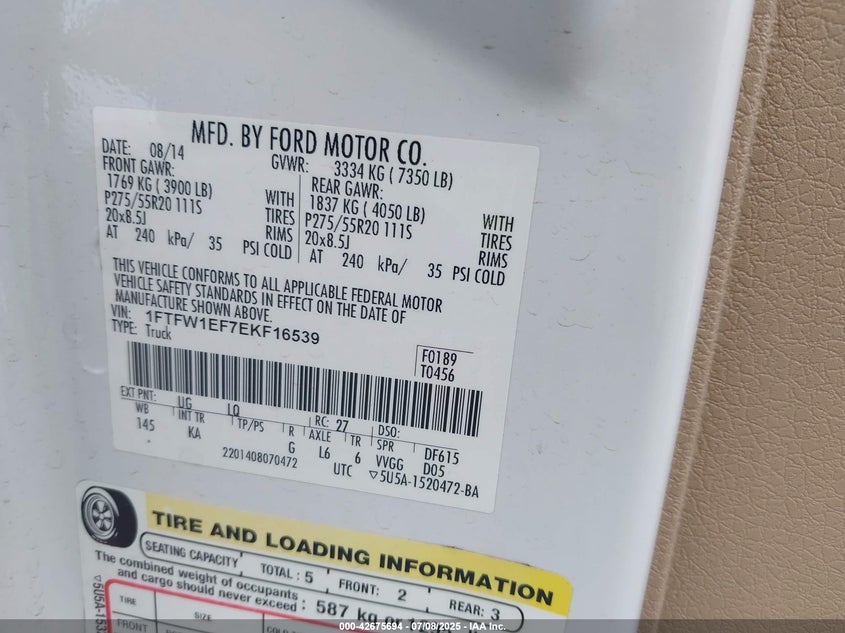 MFD. BY FORD MOTOR CO.
DATE: 08/14 GVWR: 3334 KG ( 7350 LB)
FRONT GAWR: REAR GAWR:
1769 KG ( 3900 LB) WITH 1837 KG ( 4050 LB) WITH
P275/55R20 111S TIRES P275/55R20 111S TIRES
20x8.5J RIMS 20x8.5J RIMS
AT 240 kPa/ 35 PSI COLD AT 240 kPa/ 35 PSI COLD
THIS VEHICLE CONFORMS TO ALL APPLICABLE FEDERAL MOTOR
VEHICLE SAFETY STANDARDS IN EFFECT ON THE DATE OF
MANUFACTURE SHOWN ABOVE.
VIN: 1FTFW1EF7EKF16539
TYPE: Truck
F0189
T0456
EXT PNT: UG LQ RC: 27 DSO:
WB INT TR TP/PS R AXLE TR SPR DF615
145 KA G L6 6 VVGG D05
2201408070472 UTC ▽5U5A-1520472-BA
TIRE AND LOADING INFORMATION
SEATING CAPACITY TOTAL : 5 FRONT: 2 REAR: 3
The combined weight of occupants
and cargo should never exceed : 587 kg or
TIRE SIZE
FRONT
000-42675694 - 07/08/2025 - IAA Inc.